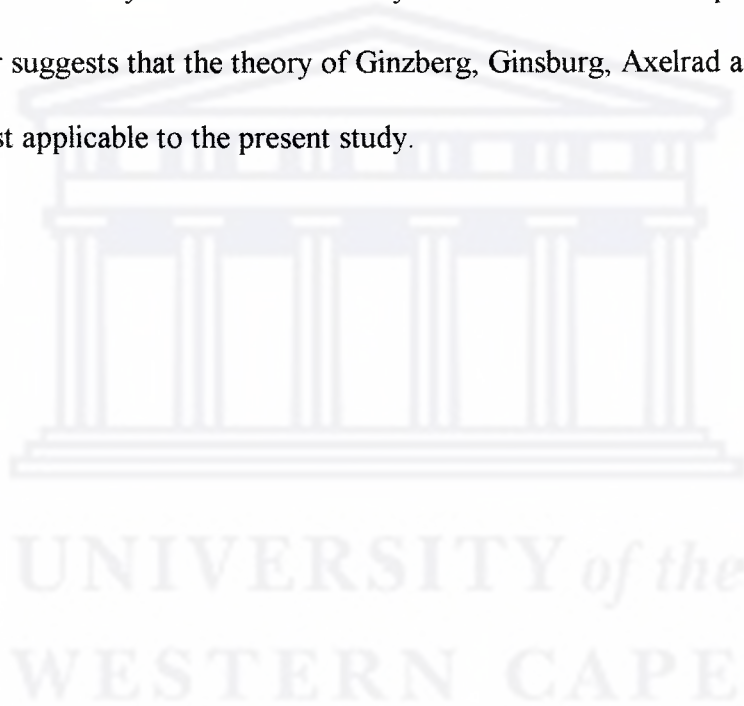 suggests that the theory of Ginzberg, Ginsburg, Axelrad a
st applicable to the present study.
UNIVERSITY of the
WESTERN CAPE